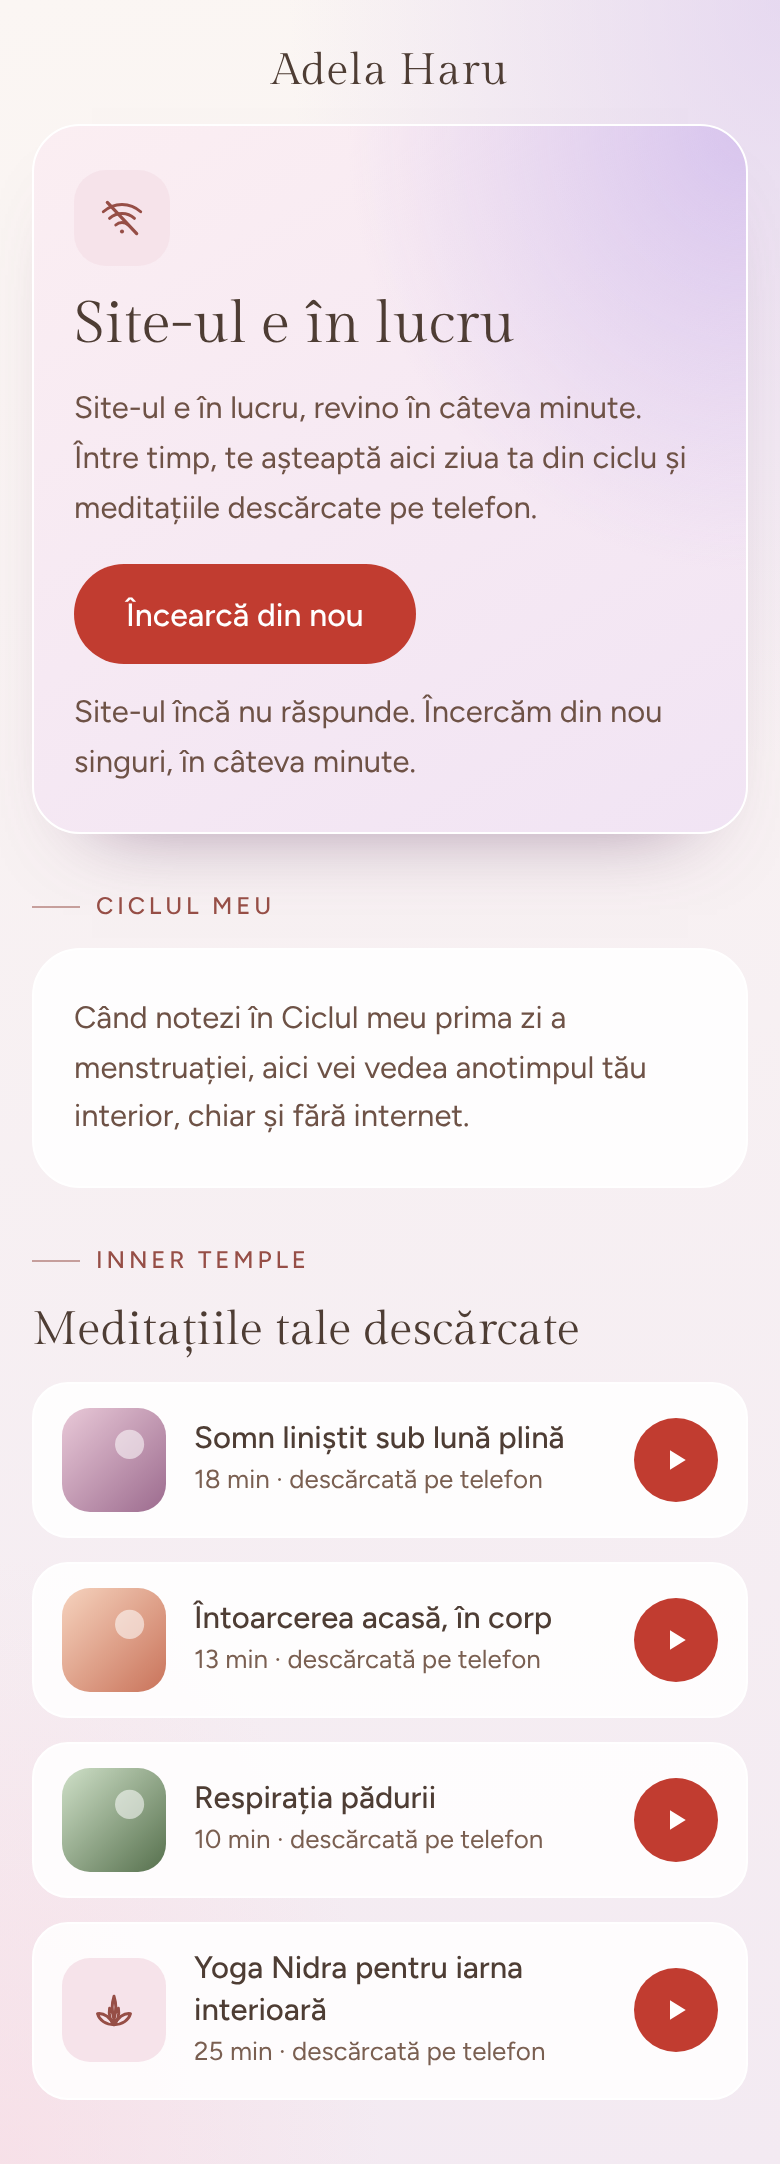 Adela Haru
Site-ul e în lucru
Site-ul e în lucru, revino în câteva minute.
Între timp, te așteaptă aici ziua ta din ciclu și
meditațiile descărcate pe telefon.
Încearcă din nou
Site-ul încă nu răspunde. Încercăm din nou
singuri, în câteva minute.
CICLUL MEU
Când notezi în Ciclul meu prima zi a
menstruației, aici vei vedea anotimpul tău
interior, chiar și fără internet.
INNER TEMPLE
Meditațiile tale descărcate
Somn liniștit sub lună plină
18 min · descărcată pe telefon
Întoarcerea acasă, în corp
13 min · descărcată pe telefon
Respirația pădurii
10 min · descărcată pe telefon
Yoga Nidra pentru iarna
interioară
25 min · descărcată pe telefon